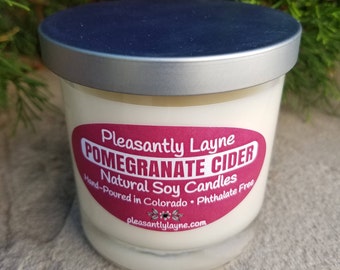 Pleasantly Layne
POMEGRANATE CIDER
Natural Soy Candles
Hand-Poured in Colorado • Phthalate Free
pleasantlylayne.com